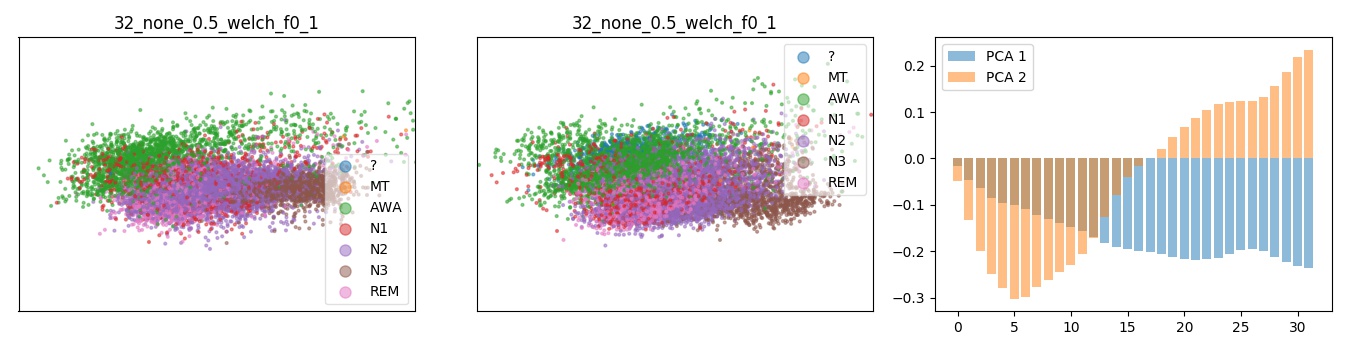 32_none_0.5_welch_f0_1
?
MT
AWA
N1
N2
N3
REM
32_none_0.5_welch_f0_1
?
MT
AWA
N1
N2
N3
REM
PCA 1
PCA 2
0.2
0.1
0.0
−0.1
−0.2
−0.3
0 5 10 15 20 25 30